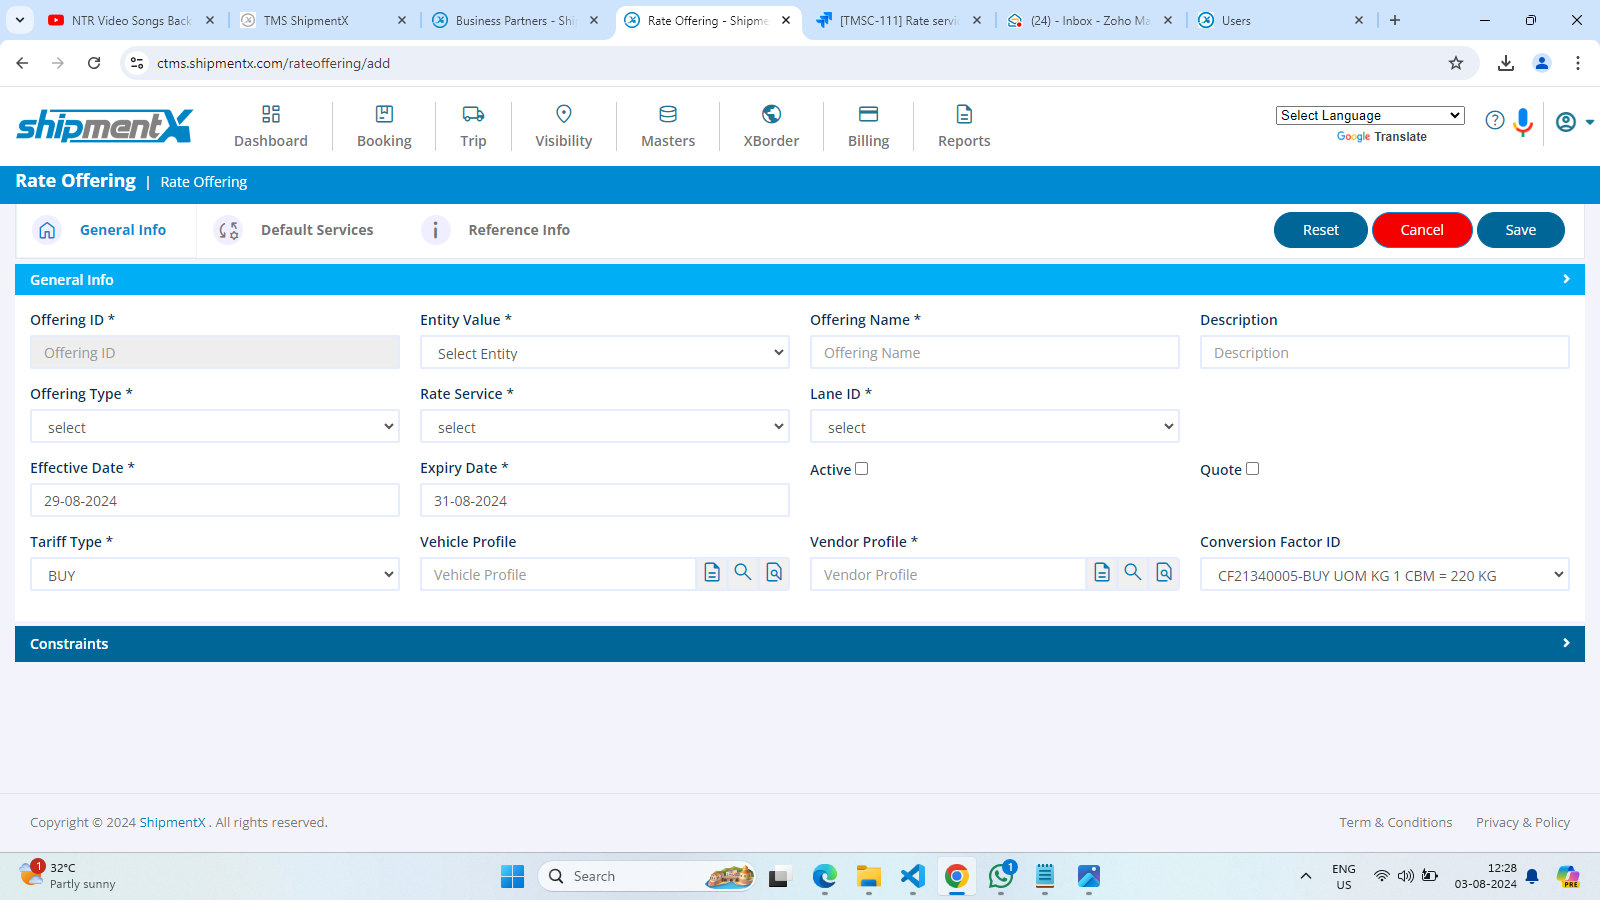 NTR Video Songs Back
TMS ShipmentX
Business Partners - Shi
Rate Offering - Shipme
[TMSC-111] Rate servic
(24) - Inbox - Zoho Ma
Users
ctms.shipmentx.com/rateoffering/add
shipmentX
Dashboard
Booking
Trip
Visibility
Masters
XBorder
Billing
Reports
Select Language
Google Translate
Rate Offering | Rate Offering
General Info
Default Services
Reference Info
Reset
Cancel
Save
General Info
Offering ID *
Entity Value *
Offering Name *
Description
Offering ID
Select Entity
Offering Name
Description
Offering Type *
Rate Service *
Lane ID *
select
select
select
Effective Date *
Expiry Date *
Active
Quote
29-08-2024
31-08-2024
Tariff Type *
Vehicle Profile
Vendor Profile *
Conversion Factor ID
BUY
Vehicle Profile
Vendor Profile
CF21340005-BUY UOM KG 1 CBM = 220 KG
Constraints
Copyright © 2024 ShipmentX . All rights reserved.
Term & Conditions
Privacy & Policy
1
32°C
Partly sunny
Search
1
ENG
US
12:28
03-08-2024
PRE